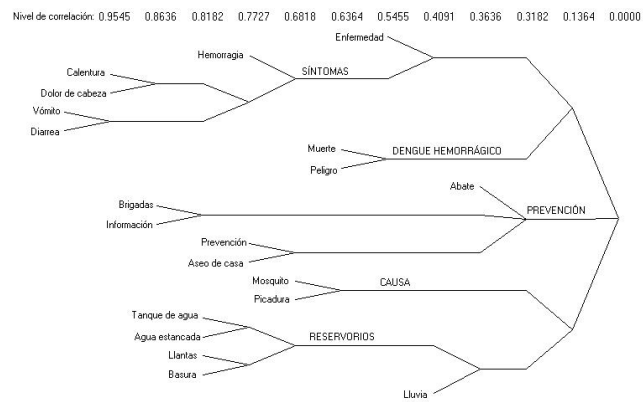 Nivel de correlación: 0.9545 0.8636 0.8182 0.7727 0.6818 0.6364 0.5455 0.4091 0.3636 0.3182 0.1364 0.0000
Enfermedad
Hemorragia
SÍNTOMAS
Calentura
Dolor de cabeza
Vómito
Diarrea
Muerte
DENGUE HEMORRÁGICO
Peligro
Abate
Brigadas
PREVENCIÓN
Información
Prevención
Aseo de casa
Mosquito
CAUSA
Picadura
Tanque de agua
Agua estancada
RESERVORIOS
Llantas
Basura
Lluvia